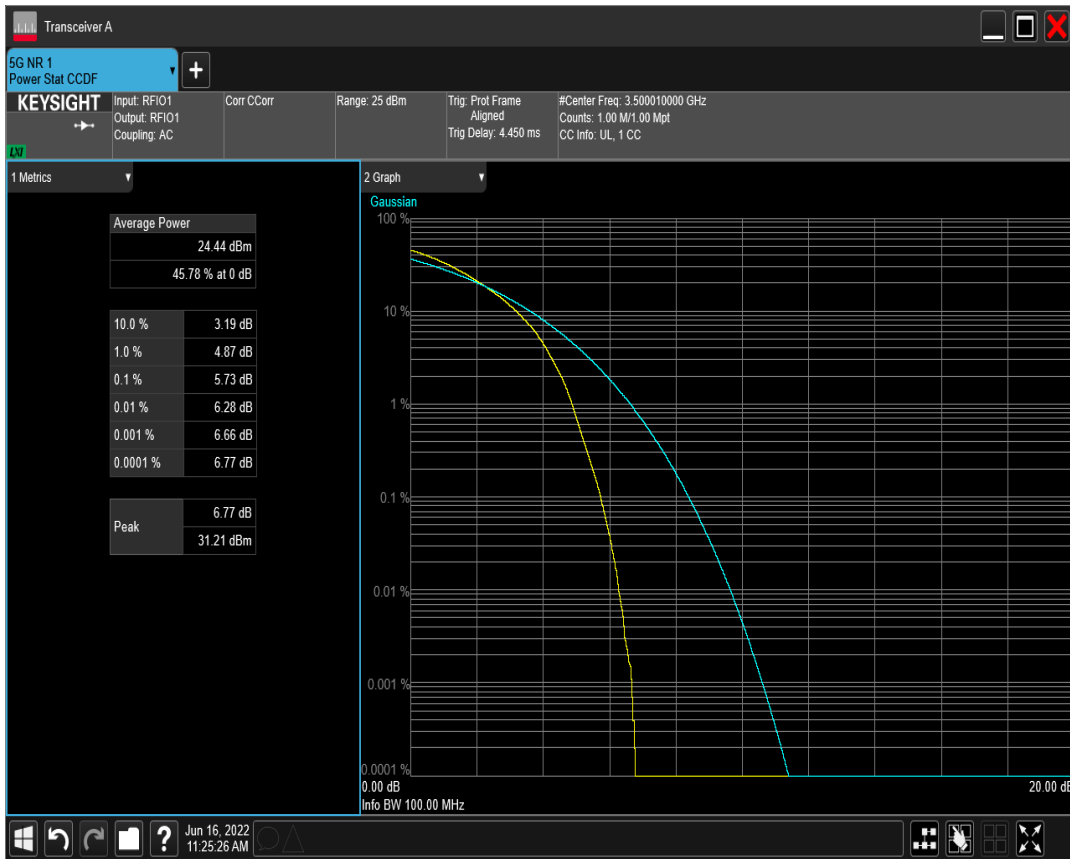 Transceiver A
5G NR 1
Power Stat CCDF
KEYSIGHT
LXI
Input: RFIO1
Output: RFIO1
Coupling: AC
Corr CCorr
Range: 25 dBm
Trig: Prot Frame
Aligned
Trig Delay: 4.450 ms
#Center Freq: 3.500010000 GHz
Counts: 1.00 M/1.00 Mpt
CC Info: UL, 1 CC
1 Metrics
Average Power
24.44 dBm
45.78 % at 0 dB
10.0 % 3.19 dB
1.0 % 4.87 dB
0.1 % 5.73 dB
0.01 % 6.28 dB
0.001 % 6.66 dB
0.0001 % 6.77 dB
Peak
6.77 dB
31.21 dBm
2 Graph
Gaussian
100 %
10 %
1 %
0.1 %
0.01 %
0.001 %
0.0001 %
0.00 dB 20.00 dB
Info BW 100.00 MHz
?
Jun 16, 2022
11:25:26 AM